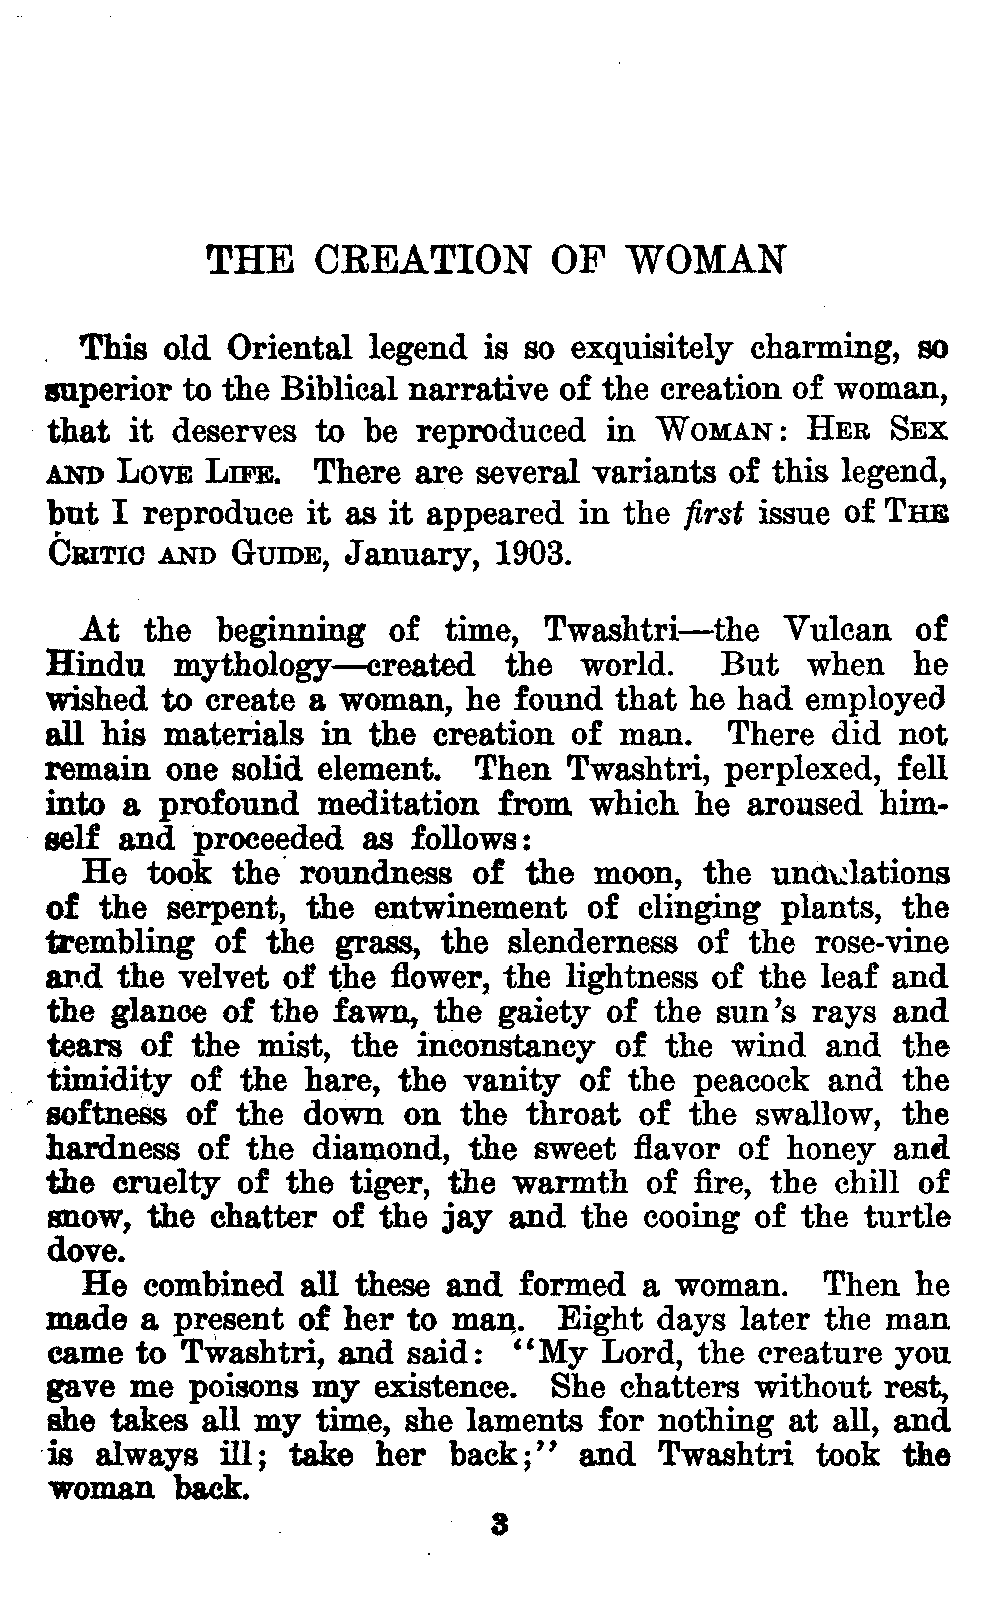 THE CREATION OF WOMAN
This old Oriental legend is so exquisitely charming, so
superior to the Biblical narrative of the creation of woman,
that it deserves to be reproduced in WOMAN: HER SEX
AND LOVE LIFE. There are several variants of this legend,
but I reproduce it as it appeared in the first issue of THE
CRITIC AND GUIDE, January, 1903.
At the beginning of time, Twashtri—the Vulcan of
Hindu mythology—created the world. But when he
wished to create a woman, he found that he had employed
all his materials in the creation of man. There did not
remain one solid element. Then Twashtri, perplexed, fell
into a profound meditation from which he aroused him-
self and proceeded as follows:
He took the roundness of the moon, the undulations
of the serpent, the entwinement of clinging plants, the
trembling of the grass, the slenderness of the rose-vine
and the velvet of the flower, the lightness of the leaf and
the glance of the fawn, the gaiety of the sun's rays and
tears of the mist, the inconstancy of the wind and the
timidity of the hare, the vanity of the peacock and the
softness of the down on the throat of the swallow, the
hardness of the diamond, the sweet flavor of honey and
the cruelty of the tiger, the warmth of fire, the chill of
snow, the chatter of the jay and the cooing of the turtle
dove.
He combined all these and formed a woman. Then he
made a present of her to man. Eight days later the man
came to Twashtri, and said: "My Lord, the creature you
gave me poisons my existence. She chatters without rest,
she takes all my time, she laments for nothing at all, and
is always ill; take her back;" and Twashtri took the
woman back.
3